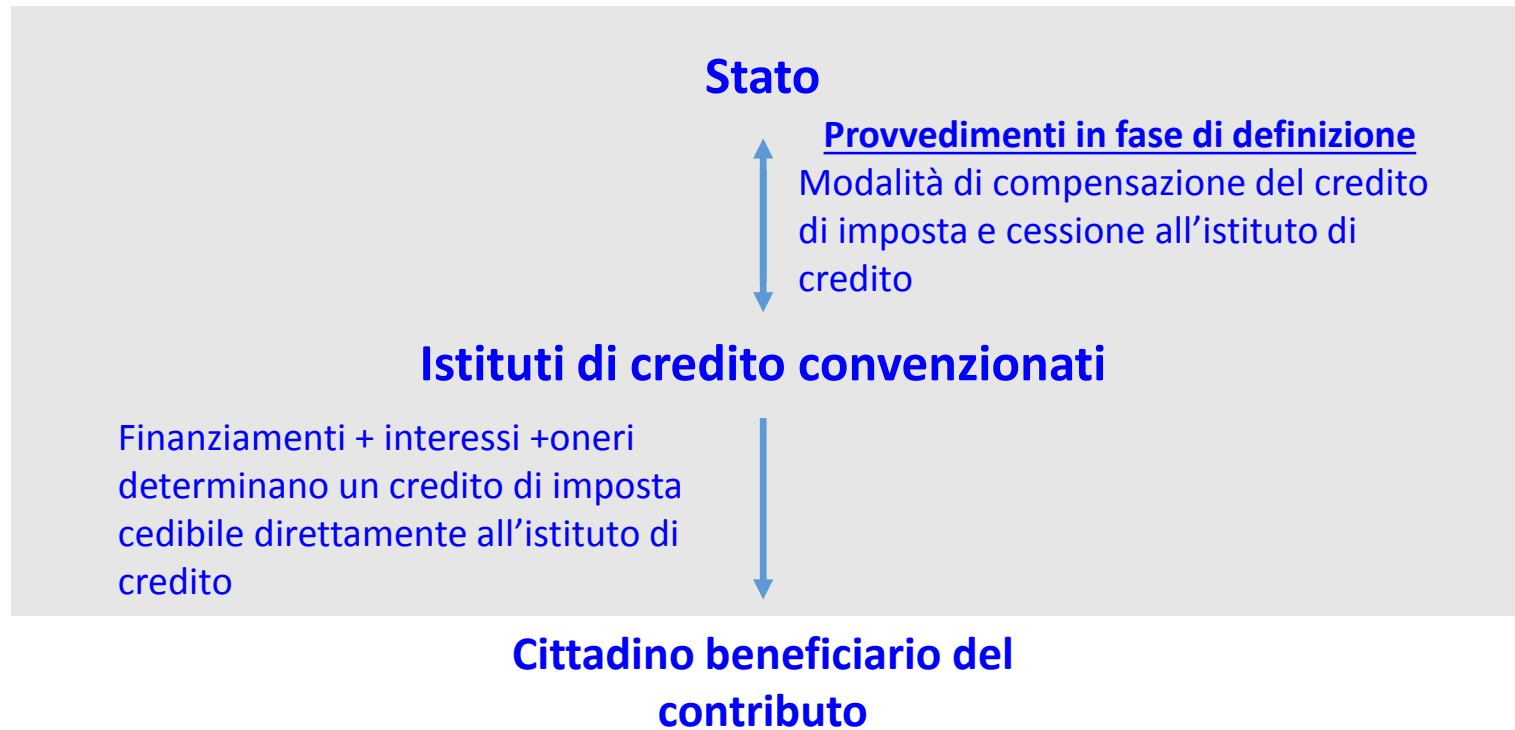 Stato
Provvedimenti in fase di definizione
Modalità di compensazione del credito
di imposta e cessione all’istituto di
credito
Istituti di credito convenzionati
Finanziamenti + interessi +oneri
determinano un credito di imposta
cedibile direttamente all’istituto di
credito
Cittadino beneficiario del
contributo